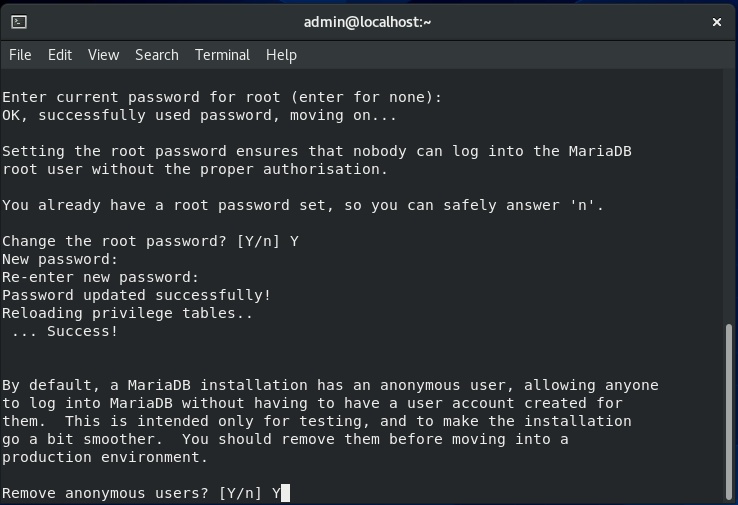 admin@localhost:~
File Edit View Search Terminal Help
Enter current password for root (enter for none):
OK, successfully used password, moving on...
Setting the root password ensures that nobody can log into the MariaDB
root user without the proper authorisation.
You already have a root password set, so you can safely answer 'n'.
Change the root password? [Y/n] Y
New password:
Re-enter new password:
Password updated successfully!
Reloading privilege tables..
 ... Success!
By default, a MariaDB installation has an anonymous user, allowing anyone
to log into MariaDB without having to have a user account created for
them.  This is intended only for testing, and to make the installation
go a bit smoother.  You should remove them before moving into a
production environment.
Remove anonymous users? [Y/n] Y